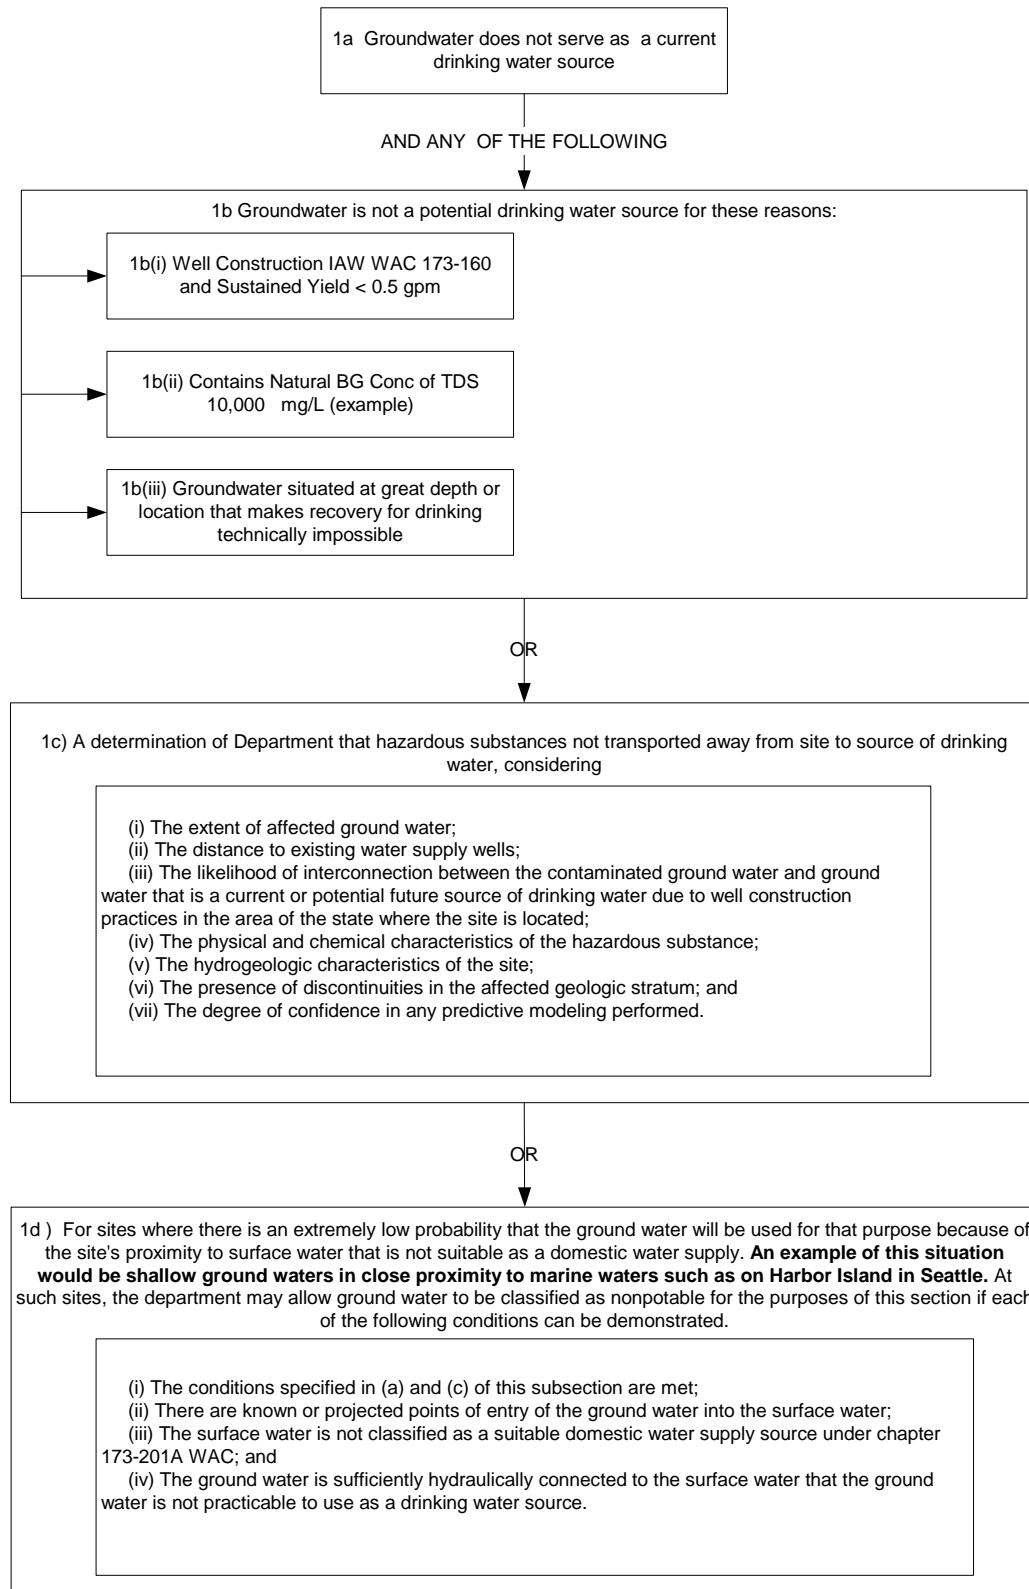 1a  Groundwater does not serve as  a current
drinking water source
AND ANY  OF THE FOLLOWING
1b Groundwater is not a potential drinking water source for these reasons:
1b(i) Well Construction IAW WAC 173-160
and Sustained Yield < 0.5 gpm
1b(ii) Contains Natural BG Conc of TDS
10,000   mg/L (example)
1b(iii) Groundwater situated at great depth or
location that makes recovery for drinking
technically impossible
OR
1c) A determination of Department that hazardous substances not transported away from site to source of drinking
water, considering
(i) The extent of affected ground water;
(ii) The distance to existing water supply wells;
(iii) The likelihood of interconnection between the contaminated ground water and ground
water that is a current or potential future source of drinking water due to well construction
practices in the area of the state where the site is located;
(iv) The physical and chemical characteristics of the hazardous substance;
(v) The hydrogeologic characteristics of the site;
(vi) The presence of discontinuities in the affected geologic stratum; and
(vii) The degree of confidence in any predictive modeling performed.
OR
1d )  For sites where there is an extremely low probability that the ground water will be used for that purpose because of
the site's proximity to surface water that is not suitable as a domestic water supply. An example of this situation
would be shallow ground waters in close proximity to marine waters such as on Harbor Island in Seattle. At
such sites, the department may allow ground water to be classified as nonpotable for the purposes of this section if each
of the following conditions can be demonstrated.
(i) The conditions specified in (a) and (c) of this subsection are met;
(ii) There are known or projected points of entry of the ground water into the surface water;
(iii) The surface water is not classified as a suitable domestic water supply source under chapter
173-201A WAC; and
(iv) The ground water is sufficiently hydraulically connected to the surface water that the ground
water is not practicable to use as a drinking water source.